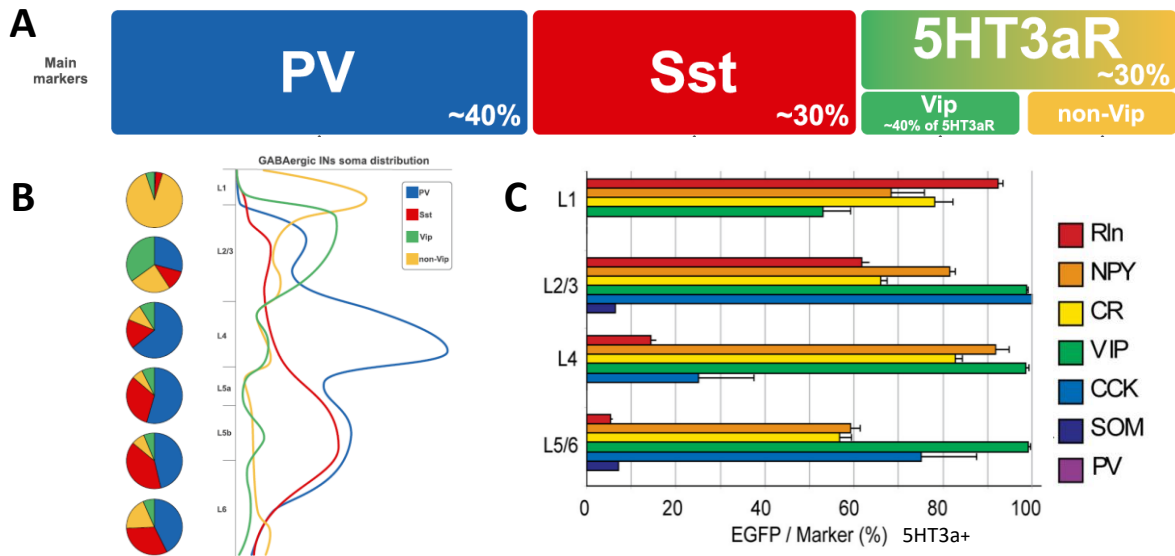 A
Main
markers
PV
~40%
Sst
~30%
5HT3aR
~30%
Vip
~40% of 5HT3aR
non-Vip
B
GABAergic INs soma distribution
L1
L2/3
L4
L5a
L5b
L6
PV
Sst
Vip
non-Vip
C
L1
L2/3
L4
L5/6
0
20
40
60
80
100
EGFP / Marker (%) 5HT3a+
Rln
NPY
CR
VIP
CCK
SOM
PV